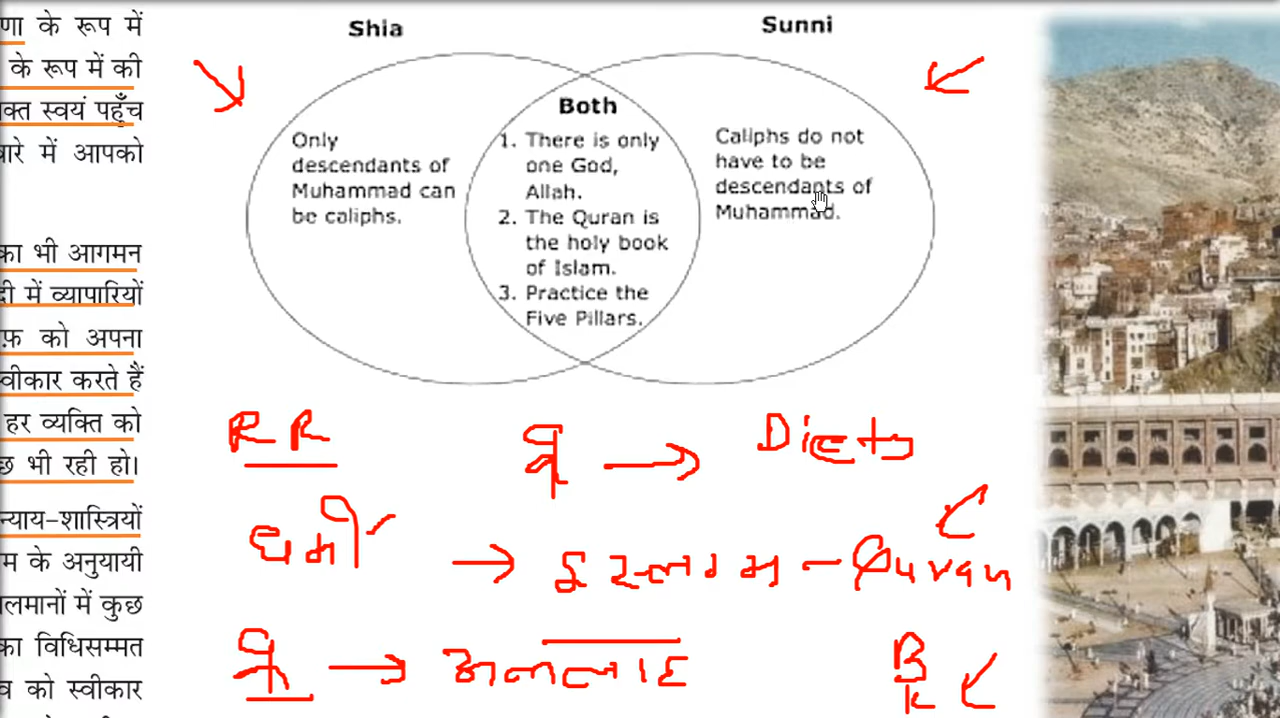 णा के रूप में
के रूप में की
क्त स्वयं पहुँच
बारे में आपको
का भी आगमन
दी में व्यापारियों
फ़ को अपना
स्वीकार करते हैं
हर व्यक्ति को
छ भी रही हो।
न्याय-शास्त्रियों
म के अनुयायी
लमानों में कुछ
का विधिसम्मत
व को स्वीकार
Shia
Sunni
Only
descendants of
Muhammad can
be caliphs.
Both
1. There is only
one God,
Allah.
2. The Quran is
the holy book
of Islam.
3. Practice the
Five Pillars.
Caliphs do not
have to be
descendants of
Muhammad.
RR
→
धर्मो → इस्लाम - Quran
→ अल्लाह
B
k